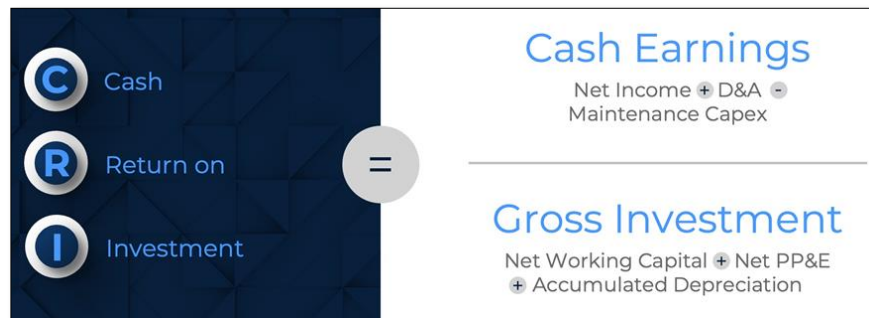 C Cash
R Return on
I Investment
=
Cash Earnings
Net Income + D&A -
Maintenance Capex
Gross Investment
Net Working Capital + Net PP&E
+ Accumulated Depreciation